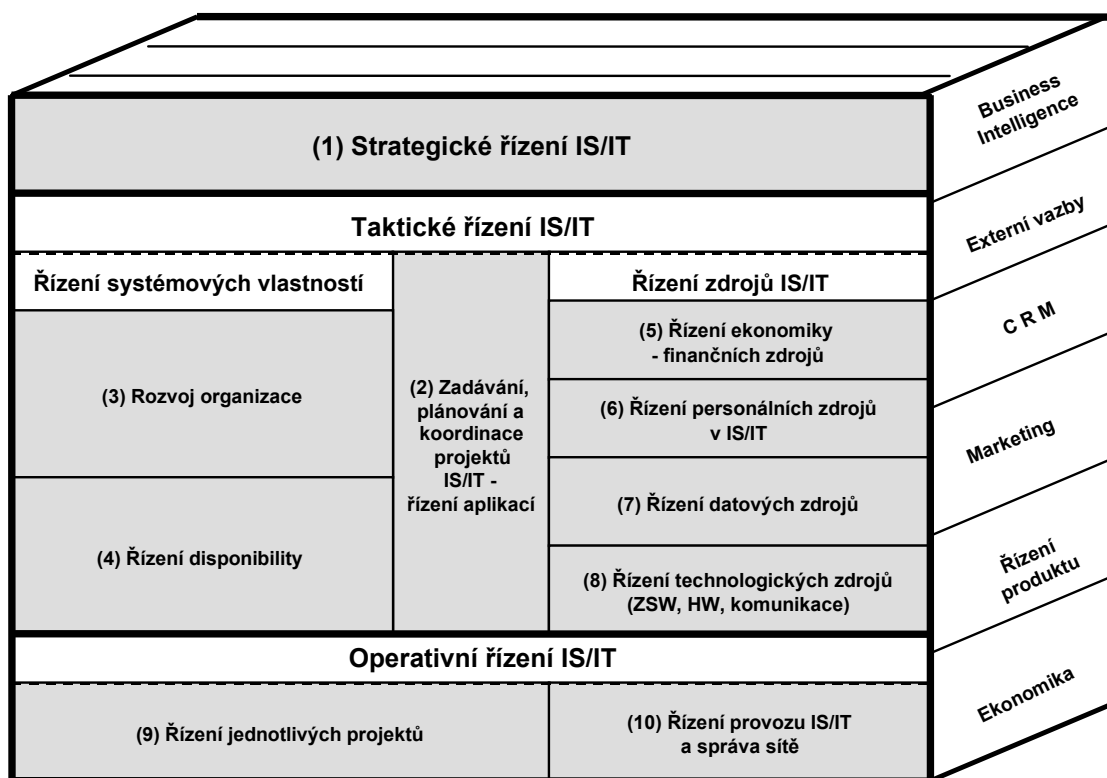 (1) Strategické řízení IS/IT
Taktické řízení IS/IT
Řízení systémových vlastností
(3) Rozvoj organizace
(4) Řízení disponibility
(2) Zadávání,
plánování a
koordinace
projektů
IS/IT -
řízení aplikací
Řízení zdrojů IS/IT
(5) Řízení ekonomiky
- finančních zdrojů
(6) Řízení personálních zdrojů
v IS/IT
(7) Řízení datových zdrojů
(8) Řízení technologických zdrojů
(ZSW, HW, komunikace)
Operativní řízení IS/IT
(9) Řízení jednotlivých projektů
(10) Řízení provozu IS/IT
a správa sítě
Business
Intelligence
Externí vazby
C R M
Marketing
Řízení
produktu
Ekonomika